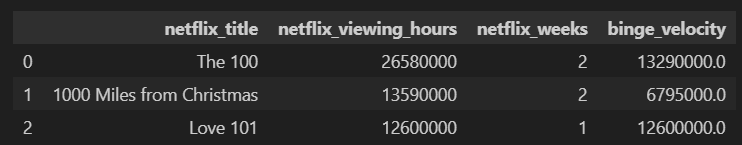 netflix_title netflix_viewing_hours netflix_weeks binge_velocity
0 The 100 26580000 2 13290000.0
1 1000 Miles from Christmas 13590000 2 6795000.0
2 Love 101 12600000 1 12600000.0